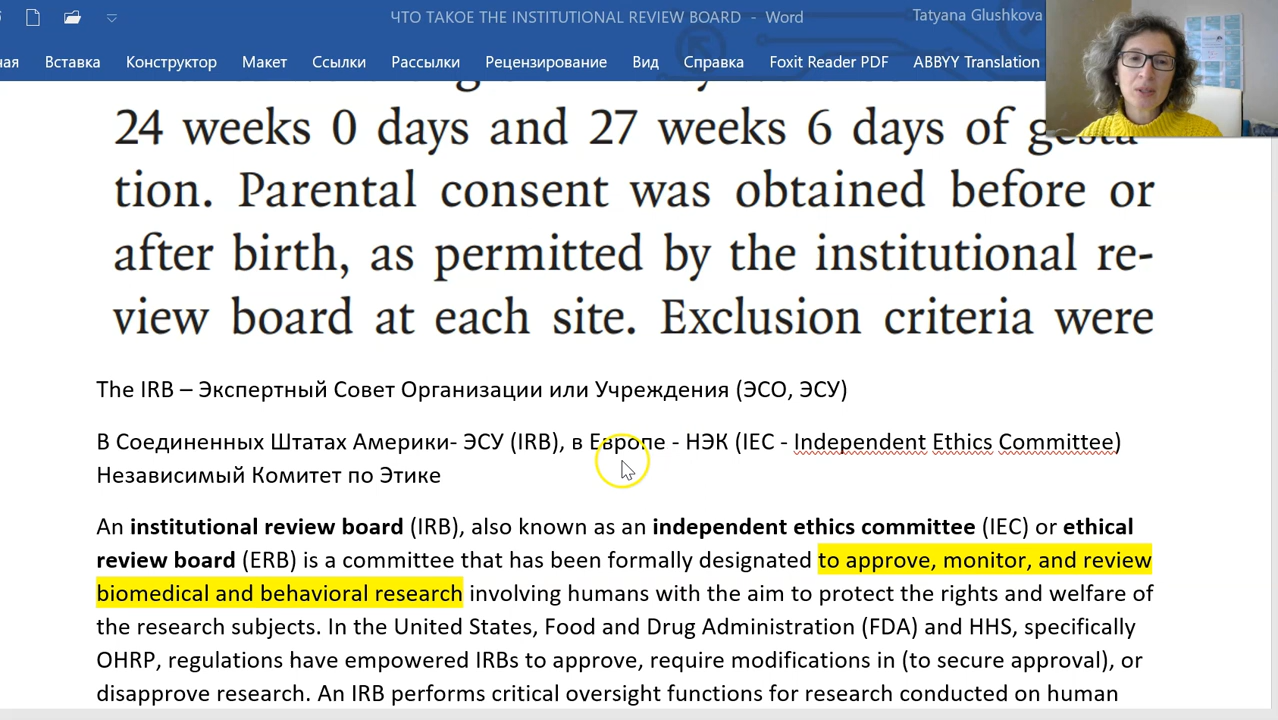 ЧТО ТАКОЕ THE INSTITUTIONAL REVIEW BOARD - Word
Tatyana Glushkova
Вставка Конструктор Макет Ссылки Рассылки Рецензирование Вид Справка Foxit Reader PDF ABBYY Translation
24 weeks 0 days and 27 weeks 6 days of
tion. Parental consent was obtained before or
after birth, as permitted by the institutional re-
view board at each site. Exclusion criteria were
The IRB – Экспертный Совет Организации или Учреждения (ЭСО, ЭСУ)
В Соединенных Штатах Америки- ЭСУ (IRB), в Европе - НЭК (IEC - Independent Ethics Committee)
Независимый Комитет по Этике
An institutional review board (IRB), also known as an independent ethics committee (IEC) or ethical
review board (ERB) is a committee that has been formally designated to approve, monitor, and review
biomedical and behavioral research involving humans with the aim to protect the rights and welfare of
the research subjects. In the United States, Food and Drug Administration (FDA) and HHS, specifically
OHRP, regulations have empowered IRBs to approve, require modifications in (to secure approval), or
disapprove research. An IRB performs critical oversight functions for research conducted on human